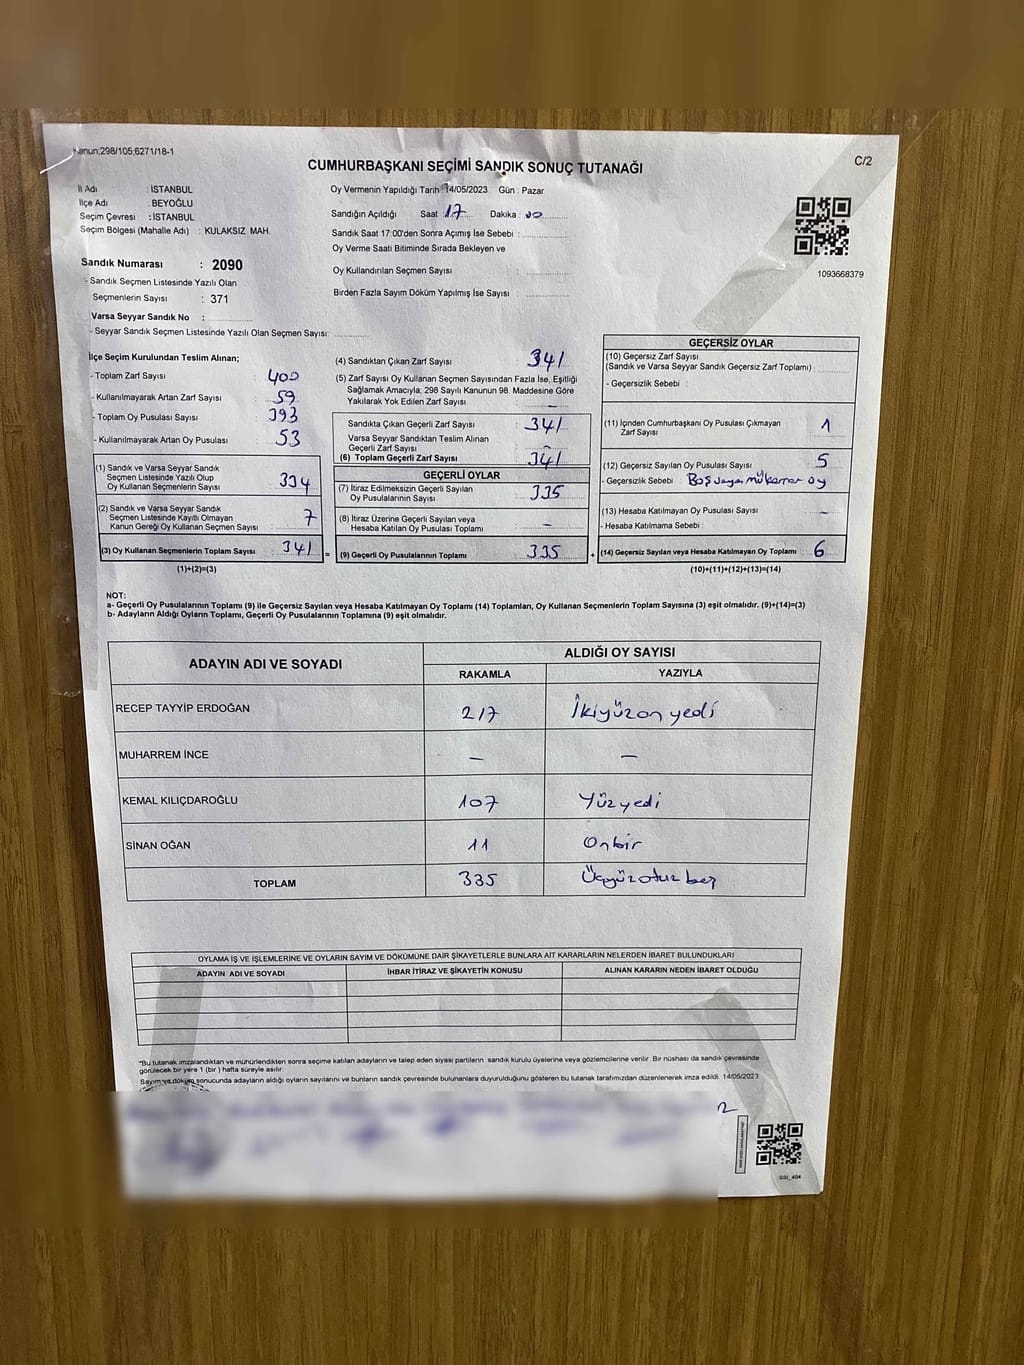 Kanun;298/105,6271/18-1
C/2
CUMHURBAŞKANI SEÇİMİ SANDIK SONUÇ TUTANAĞI
İl Adı : İSTANBUL
İlçe Adı : BEYOĞLU
Seçim Çevresi : İSTANBUL
Seçim Bölgesi (Mahalle Adı) : KULAKSIZ MAH.
Sandık Numarası : 2090
- Sandık Seçmen Listesinde Yazılı Olan
Seçmenlerin Sayısı : 371
Varsa Seyyar Sandık No :
- Seyyar Sandık Seçmen Listesinde Yazılı Olan Seçmen Sayısı:
Oy Vermenin Yapıldığı Tarih : 14/05/2023 Gün : Pazar
Sandığın Açıldığı Saat 17 Dakika : 00
Sandık Saat 17:00'den Sonra Açımış İse Sebebi :
Oy Verme Saati Bitiminde Sırada Bekleyen ve
Oy Kullandırılan Seçmen Sayısı :
Birden Fazla Sayım Döküm Yapılmış İse Sayısı :
1093668379
İlçe Seçim Kurulundan Teslim Alınan;
- Toplam Zarf Sayısı : 400
- Kullanılmayarak Artan Zarf Sayısı : 59
- Toplam Oy Pusulası Sayısı : 393
- Kullanılmayarak Artan Oy Pusulası : 53
(1) Sandık ve Varsa Seyyar Sandık
Seçmen Listesinde Yazılı Olup
Oy Kullanan Seçmenlerin Sayısı : 334
(2) Sandık ve Varsa Seyyar Sandık
Seçmen Listesinde Kayıtlı Olmayan
Kanun Gereği Oy Kullanan Seçmen Sayısı : 7
(3) Oy Kullanan Seçmenlerin Toplam Sayısı : 341 =
(1)+(2)=(3)
(4) Sandıktan Çıkan Zarf Sayısı : 341
(5) Zarf Sayısı Oy Kullanan Seçmen Sayısından Fazla İse, Eşitliği
Sağlamak Amacıyla, 298 Sayılı Kanunun 98. Maddesine Göre
Yakılarak Yok Edilen Zarf Sayısı : -
Sandıkta Çıkan Geçerli Zarf Sayısı : 341
Varsa Seyyar Sandıktan Teslim Alınan
Geçerli Zarf Sayısı : -
(6) Toplam Geçerli Zarf Sayısı : 341
GEÇERLİ OYLAR
(7) İtiraz Edilmeksizin Geçerli Sayılan
Oy Pusulalarının Sayısı : 335
(8) İtiraz Üzerine Geçerli Sayılan veya
Hesaba Katılan Oy Pusulası Toplamı : -
(9) Geçerli Oy Pusulalarının Toplamı : 335 +
GEÇERSİZ OYLAR
(10) Geçersiz Zarf Sayısı
(Sandık ve Varsa Seyyar Sandık Geçersiz Zarf Toplamı) :
- Geçersizlik Sebebi :
(11) İçinden Cumhurbaşkanı Oy Pusulası Çıkmayan
Zarf Sayısı : 1
(12) Geçersiz Sayılan Oy Pusulası Sayısı : 5
- Geçersizlik Sebebi : Boş veya mükerrer oy
(13) Hesaba Katılmayan Oy Pusulası Sayısı : -
- Hesaba Katılmama Sebebi :
(14) Geçersiz Sayılan veya Hesaba Katılmayan Oy Toplamı : 6
(10)+(11)+(12)+(13)=(14)
NOT:
a- Geçerli Oy Pusulalarının Toplamı (9) ile Geçersiz Sayılan veya Hesaba Katılmayan Oy Toplamı (14) Toplamları, Oy Kullanan Seçmenlerin Toplam Sayısına (3) eşit olmalıdır. (9)+(14)=(3)
b- Adayların Aldığı Oyların Toplamı, Geçerli Oy Pusulalarının Toplamına (9) eşit olmalıdır.
ADAYIN ADI VE SOYADI
ALDIĞI OY SAYISI
RAKAMLA YAZIYLA
RECEP TAYYİP ERDOĞAN 217 İkiyüzon yedi
MUHARREM İNCE - -
KEMAL KILIÇDAROĞLU 107 Yüzyedi
SİNAN OĞAN 11 Onbir
TOPLAM 335 Üçyüzotuz beş
OYLAMA İŞ VE İŞLEMLERİNE VE OYLARIN SAYIM VE DÖKÜMÜNE DAİR ŞİKAYETLERLE BUNLARA AİT KARARLARIN NELERDEN İBARET BULUNDUKLARI
ADAYIN ADI VE SOYADI İHBAR İTİRAZ VE ŞİKAYETİN KONUSU ALINAN KARARIN NEDEN İBARET OLDUĞU
"Bu tutanak imzalandıktan ve mühürlendikten sonra seçime katılan adayların ve talep eden siyasi partilerin sandık kurulu üyelerine veya gözlemcilerine verilir. Bir nüshası da sandık çevresinde
görülecek bir yere 1 (bir ) hafta süreyle asılır.
Sayım ve döküm sonucunda adayların aldığı oyların sayılarını ve bunların sandık çevresinde bulunanlara duyurulduğunu gösteren bu tutanak tarafımızdan düzenlenerek imza edildi. 14/05/2023
SSI_404